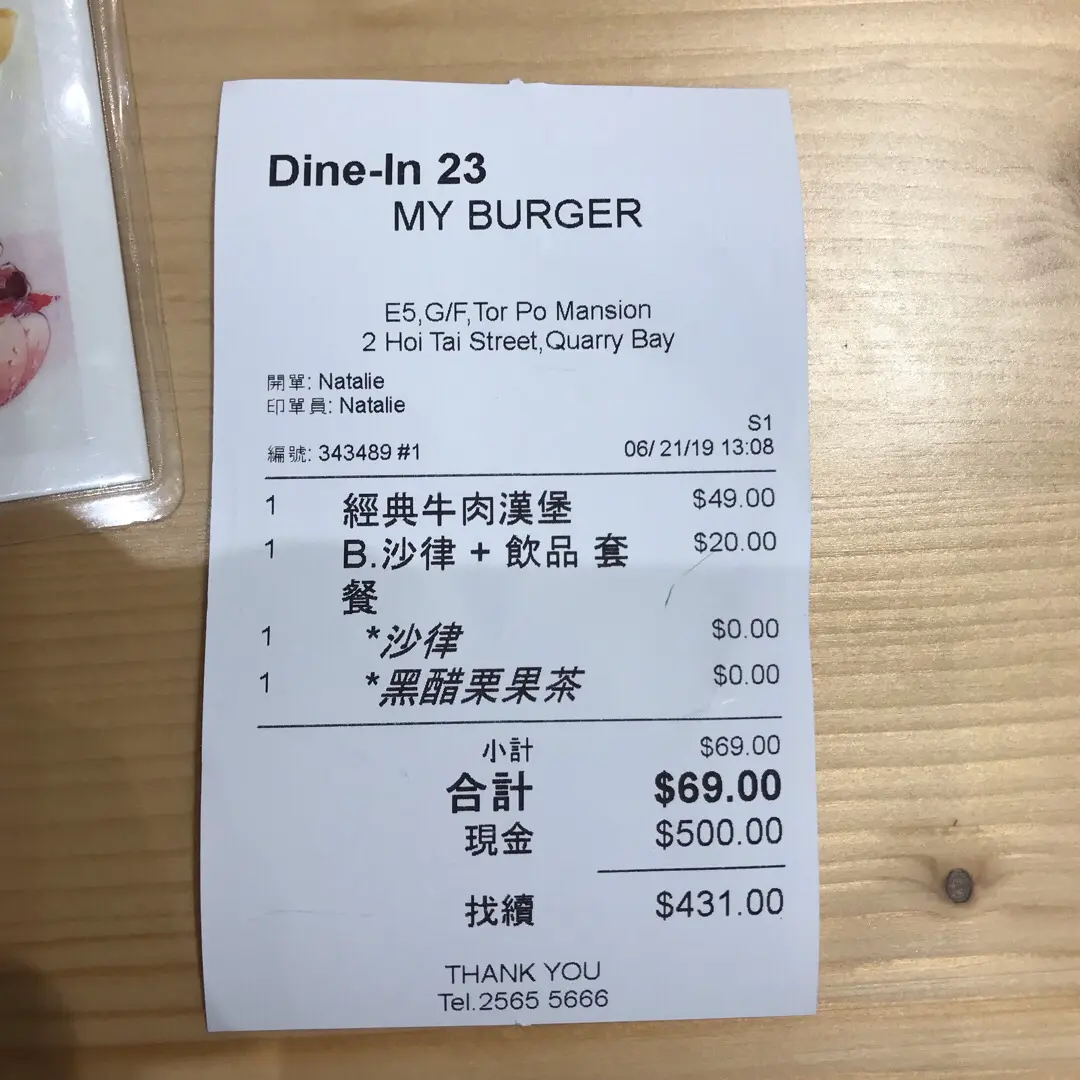 Dine-In 23
MY BURGER
E5,G/F,Tor Po Mansion
2 Hoi Tai Street,Quarry Bay
開單: Natalie
印單員: Natalie
S1
編號: 343489 #1 06/ 21/19 13:08
1 經典牛肉漢堡 $49.00
1 B.沙律 + 飲品 套 $20.00
餐
1 *沙律 $0.00
1 *黑醋栗果茶 $0.00
小計 $69.00
合計 $69.00
現金 $500.00
找續 $431.00
THANK YOU
Tel.2565 5666